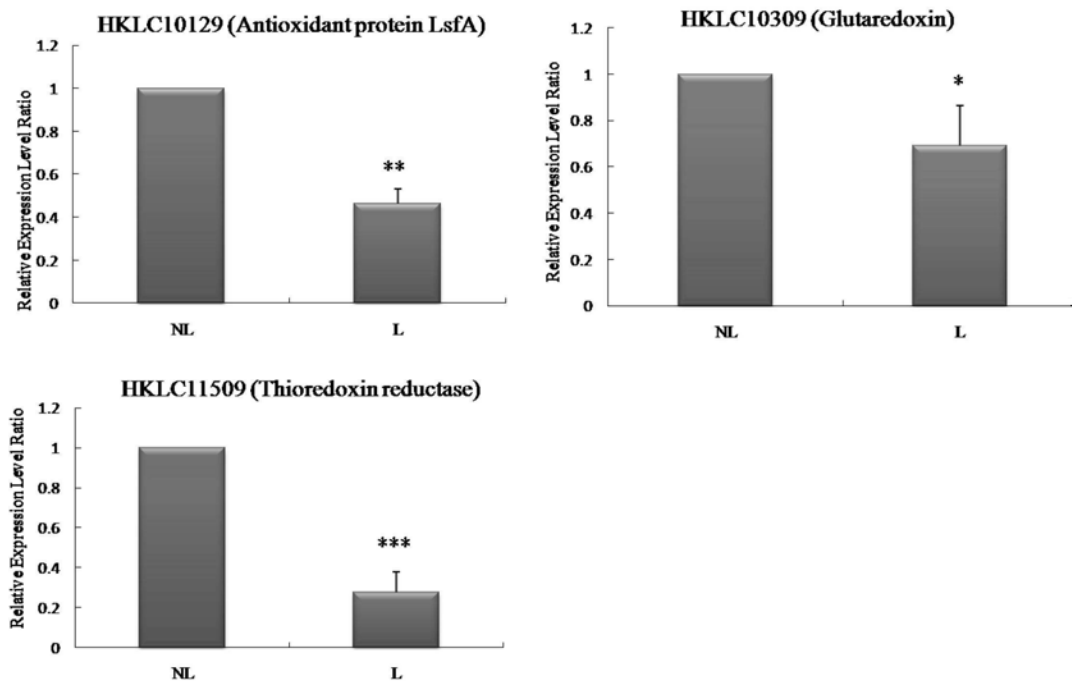 HKLC10129 (Antioxidant protein LsfA)
Relative Expression Level Ratio
1.2
1
0.8
0.6
0.4
0.2
0
**
NL
L
HKLC10309 (Glutaredoxin)
Relative Expression Level Ratio
1.2
1
0.8
0.6
0.4
0.2
0
*
NL
L
HKLC11509 (Thioredoxin reductase)
Relative Expression Level Ratio
1.2
1
0.8
0.6
0.4
0.2
0
***
NL
L